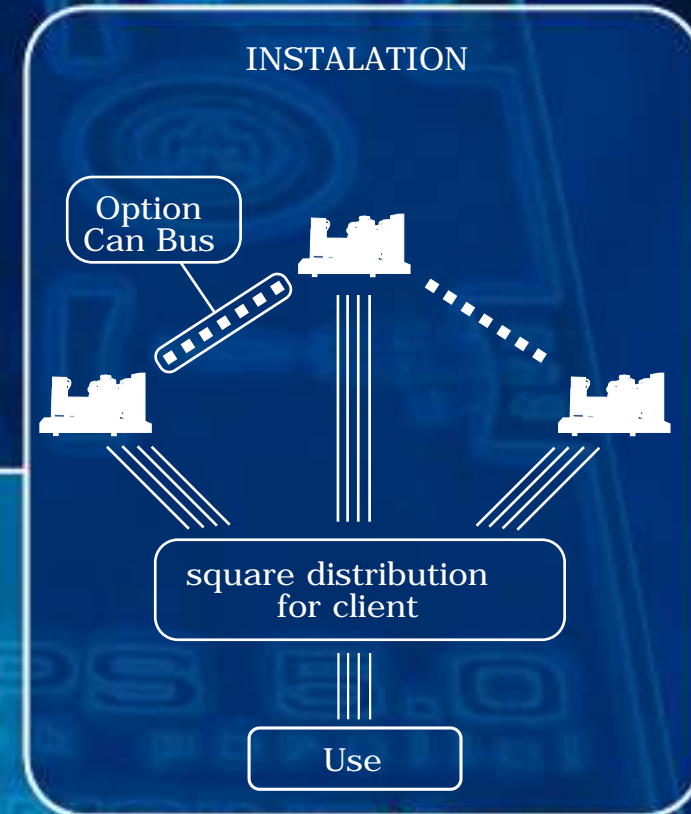 INSTALATION
Option
Can Bus
square distribution
for client
Use